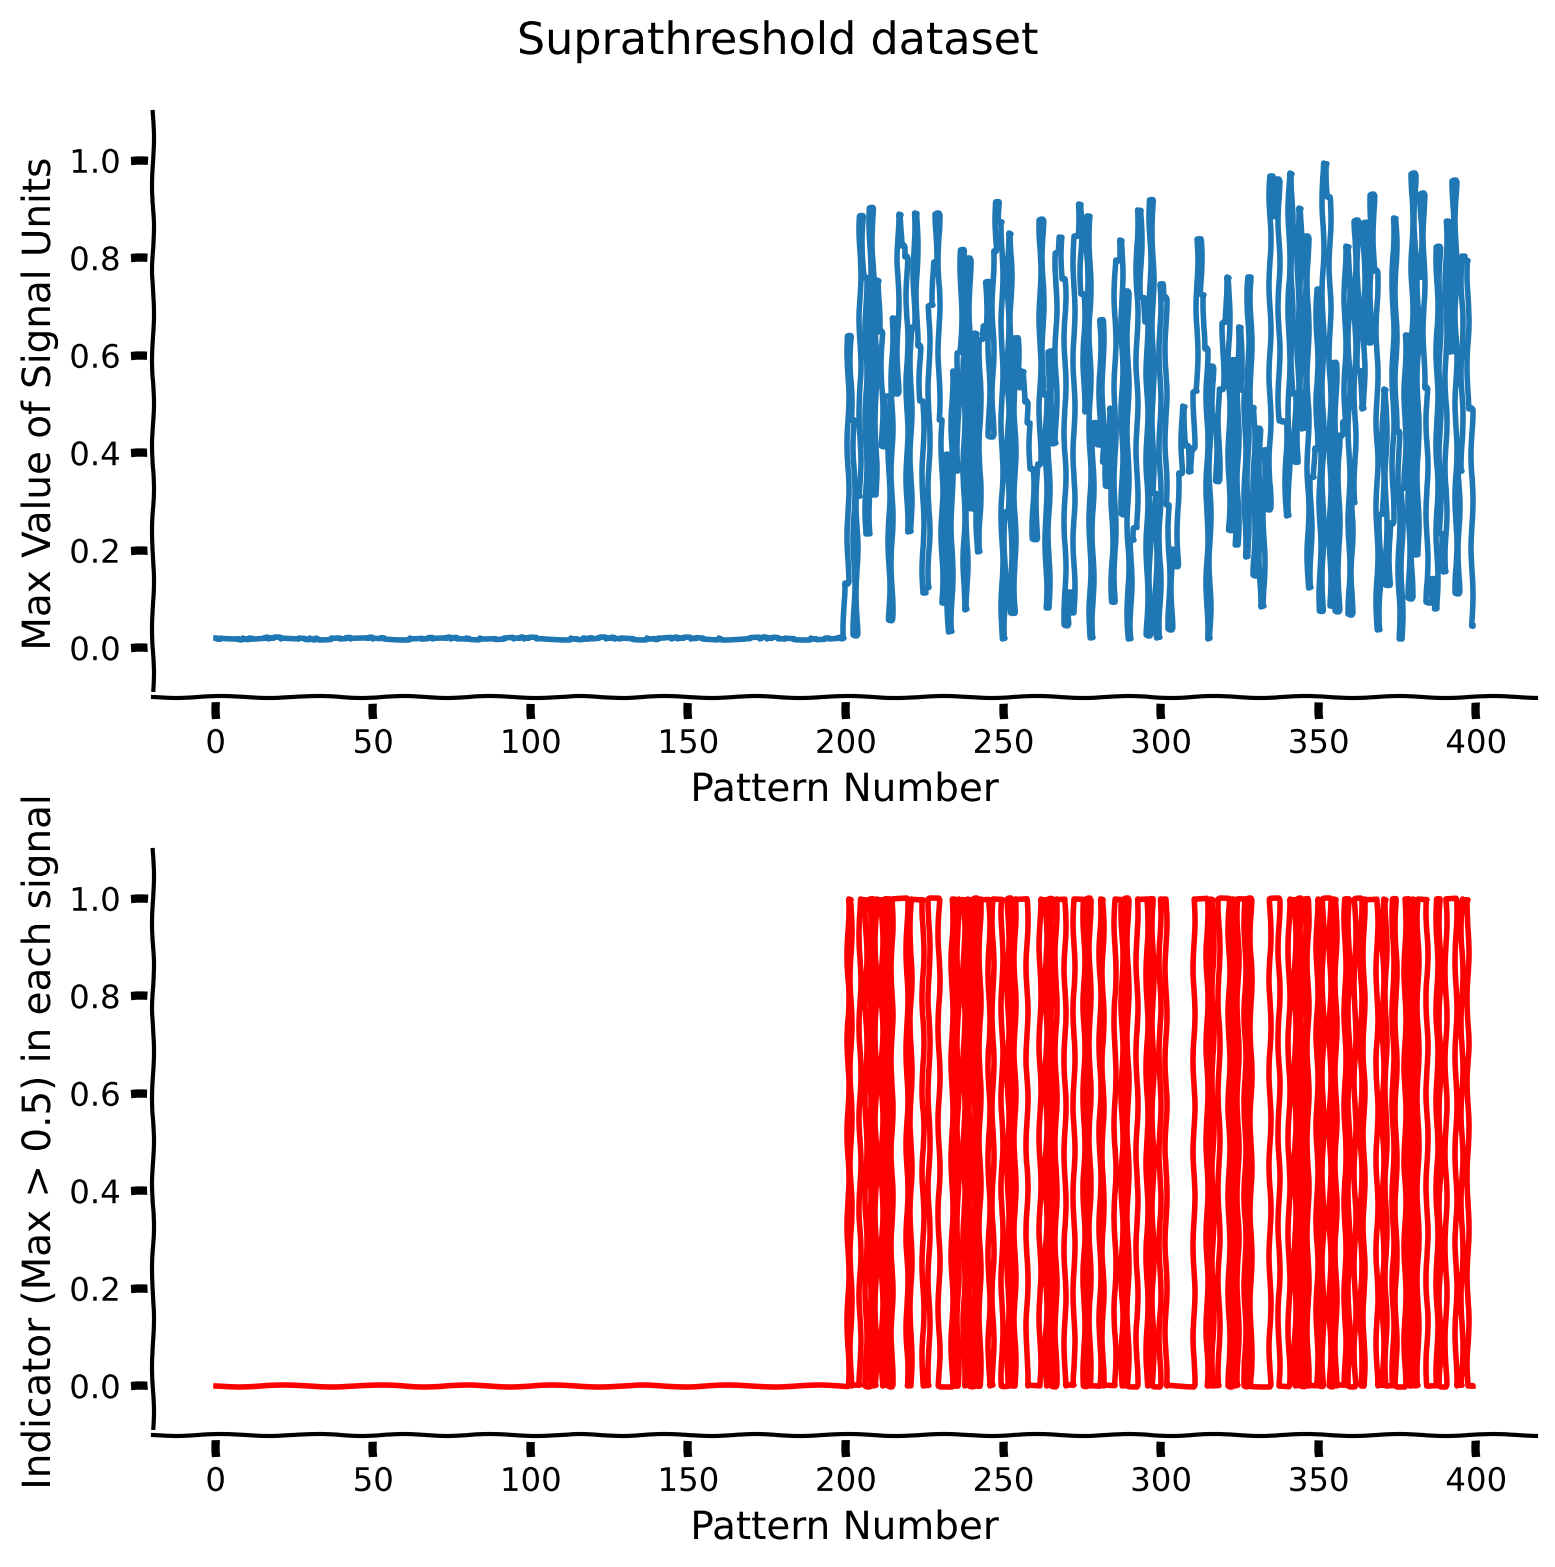 Suprathreshold dataset
Max Value of Signal Units
1.0
0.8
0.6
0.4
0.2
0.0
0 50 100 150 200 250 300 350 400
Pattern Number
Indicator (Max > 0.5) in each signal
1.0
0.8
0.6
0.4
0.2
0.0
0 50 100 150 200 250 300 350 400
Pattern Number